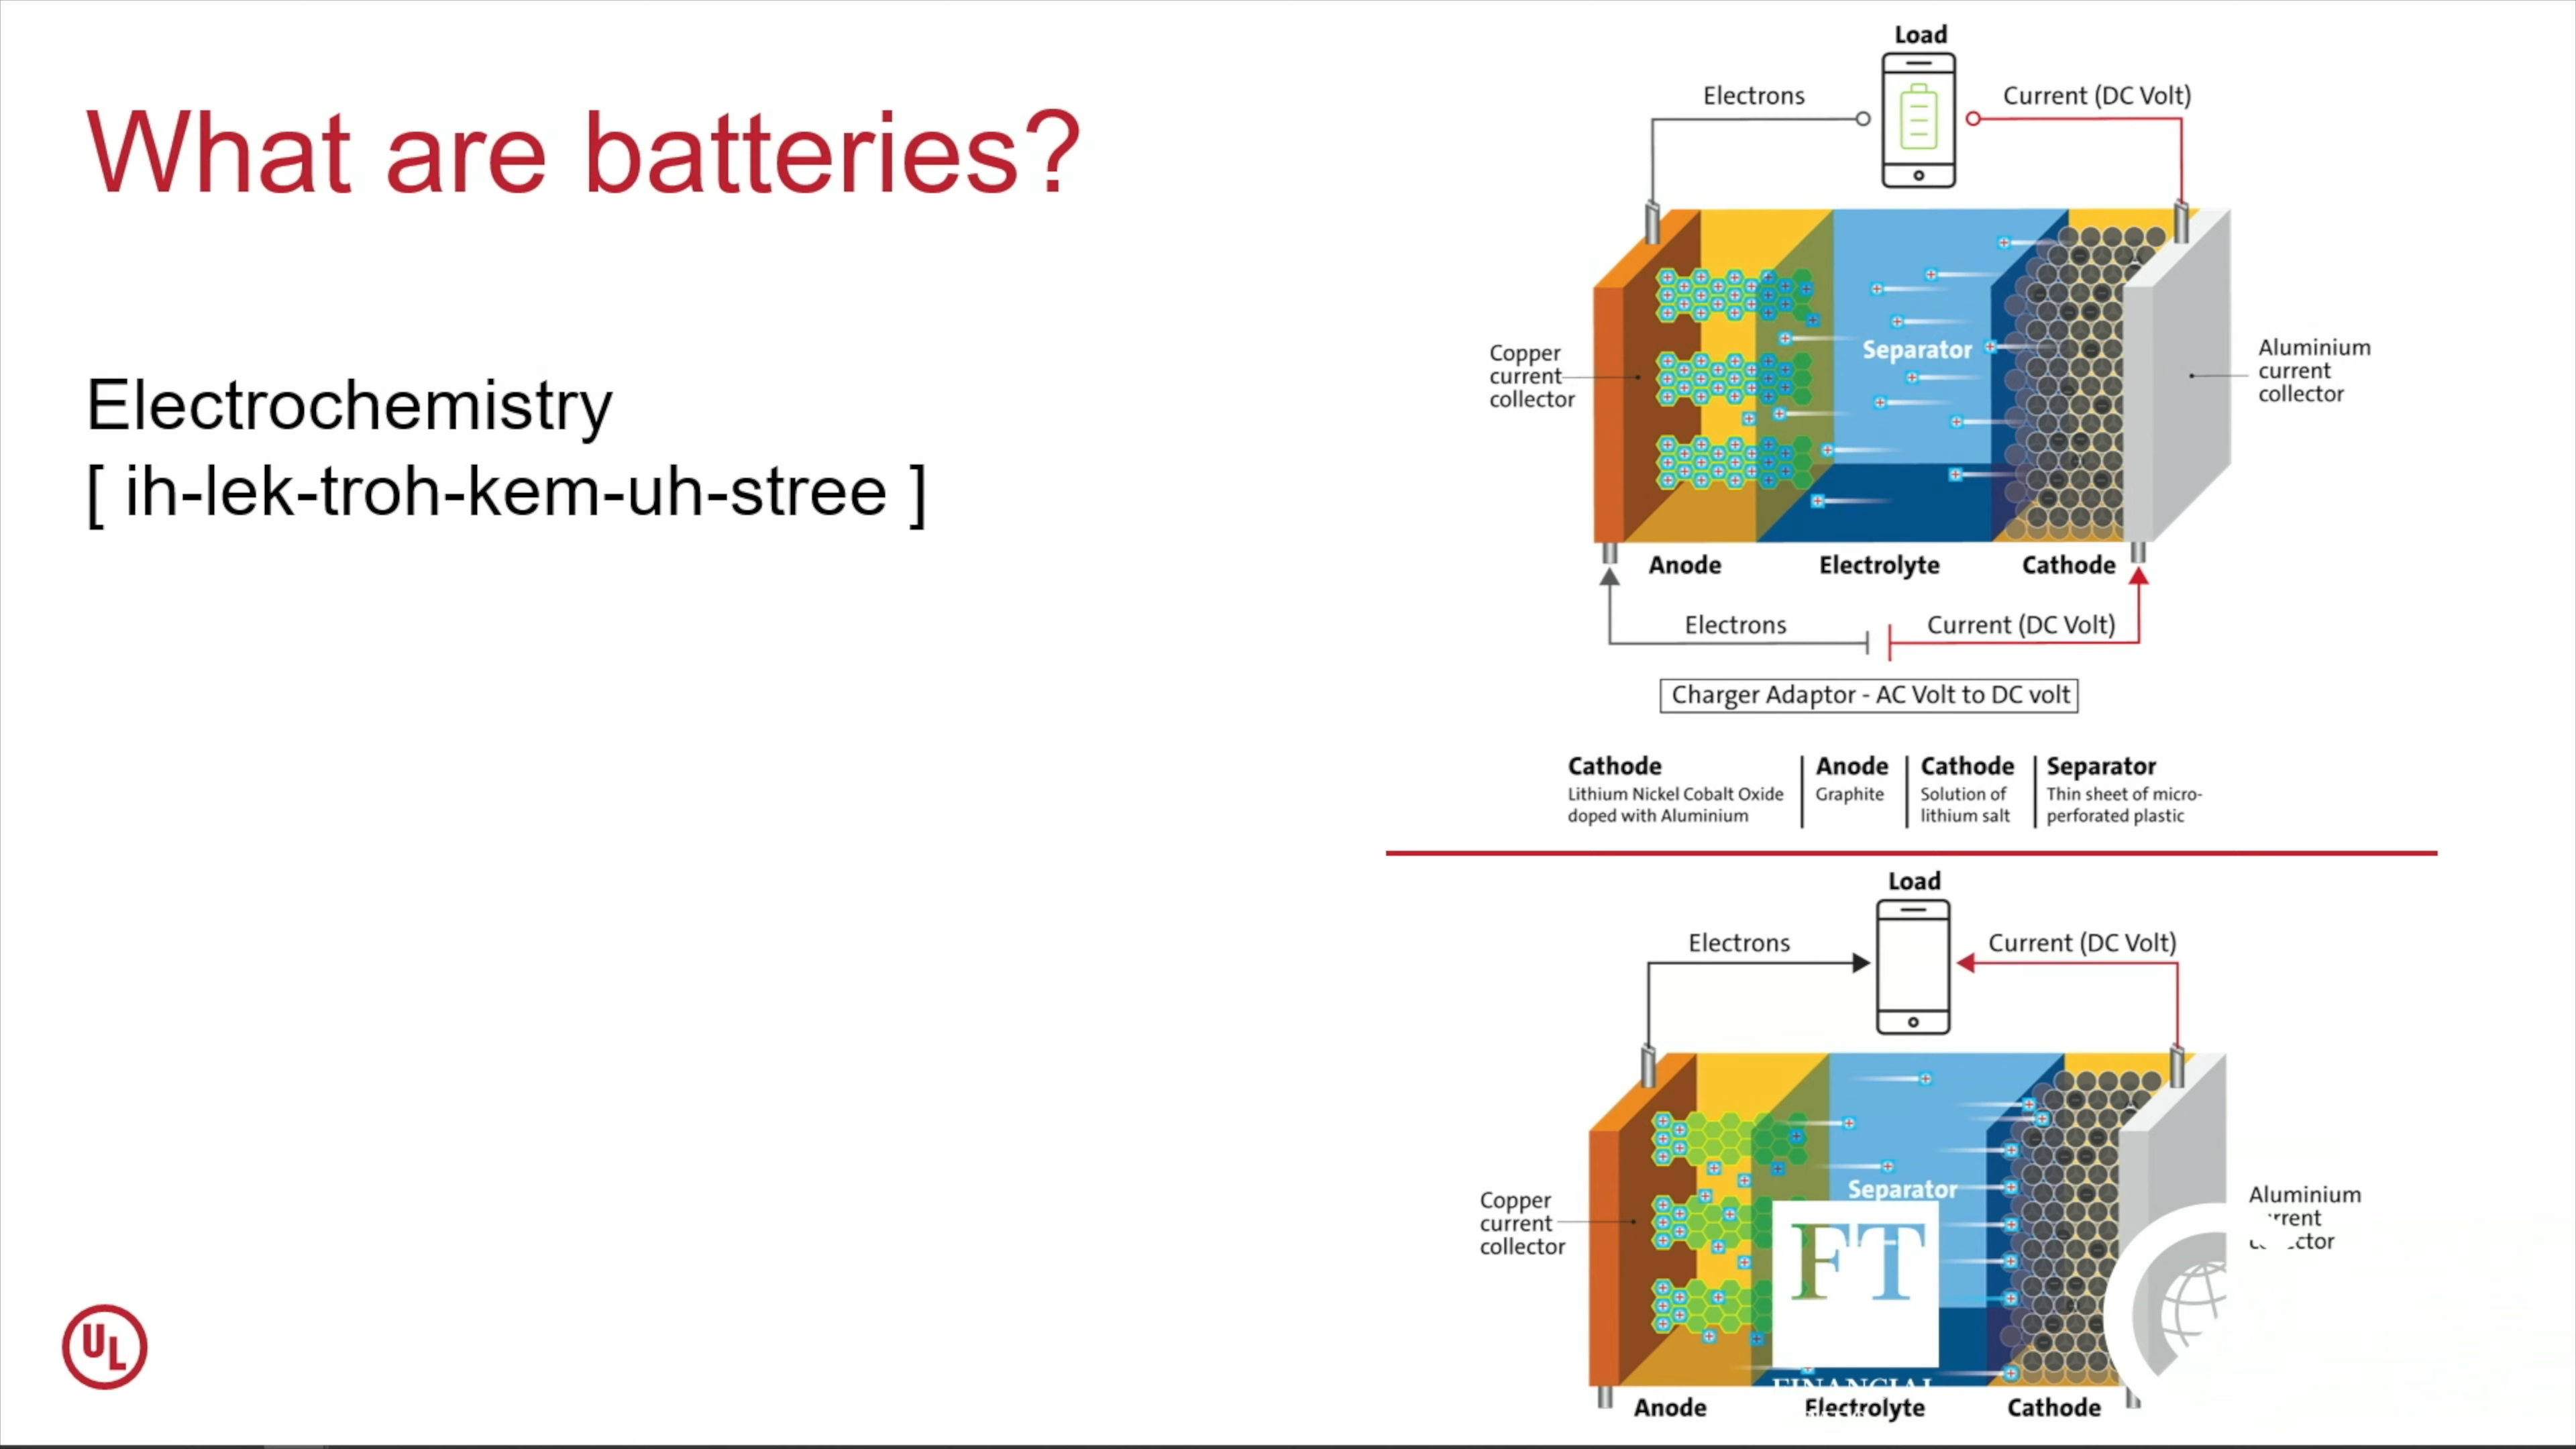 What are batteries?
Electrochemistry
[ ih-lek-troh-kem-uh-stree ]
UL
Load
Electrons
Current (DC Volt)
Copper
current
collector
Separator
Aluminium
current
collector
Anode
Electrolyte
Cathode
Electrons
Current (DC Volt)
Charger Adaptor - AC Volt to DC volt
Cathode
Lithium Nickel Cobalt Oxide
doped with Aluminium
Anode
Graphite
Cathode
Solution of
lithium salt
Separator
Thin sheet of micro-
perforated plastic
Load
Electrons
Current (DC Volt)
Copper
current
collector
Separator
FT
FINANCIAL
Aluminium
Anode
Electrolyte
Cathode